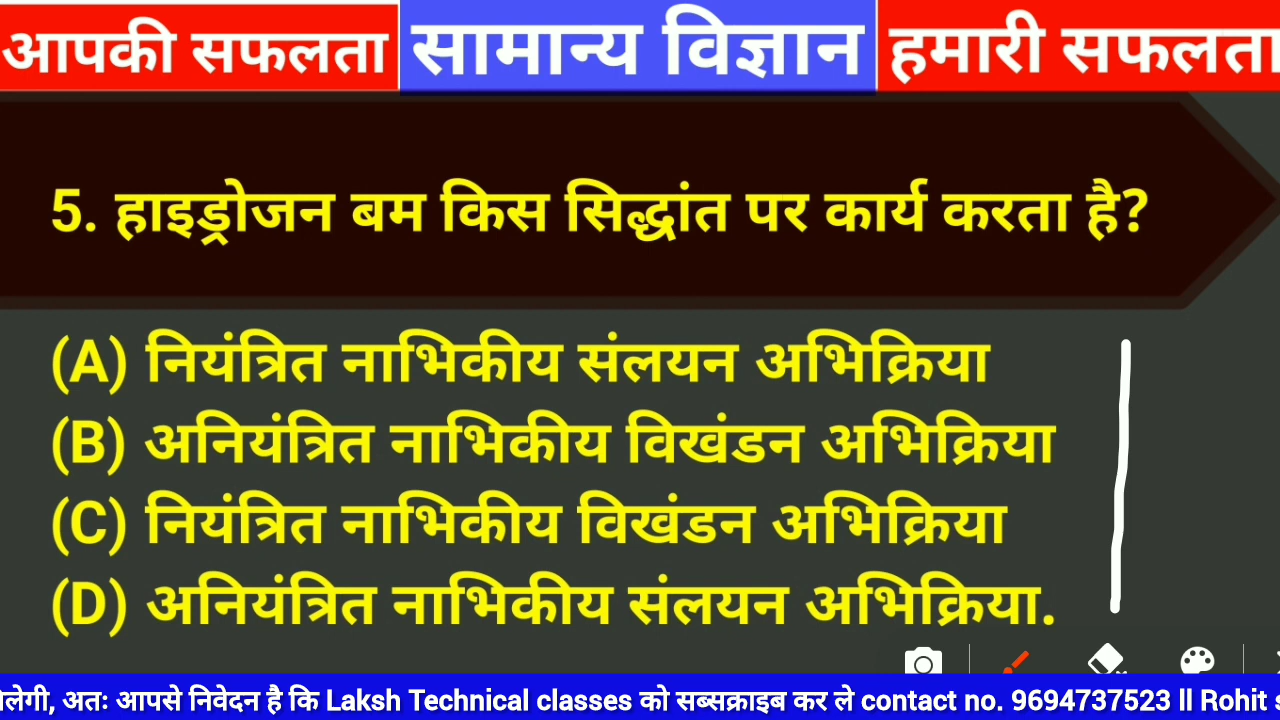 आपकी सफलता सामान्य विज्ञान हमारी सफलता
5. हाइड्रोजन बम किस सिद्धांत पर कार्य करता है?
(A) नियंत्रित नाभिकीय संलयन अभिक्रिया
(B) अनियंत्रित नाभिकीय विखंडन अभिक्रिया
(C) नियंत्रित नाभिकीय विखंडन अभिक्रिया
(D) अनियंत्रित नाभिकीय संलयन अभिक्रिया.
अतः आपसे निवेदन है कि Laksh Technical classes को सब्सक्राइब कर ले contact no. 9694737523 ll Rohit